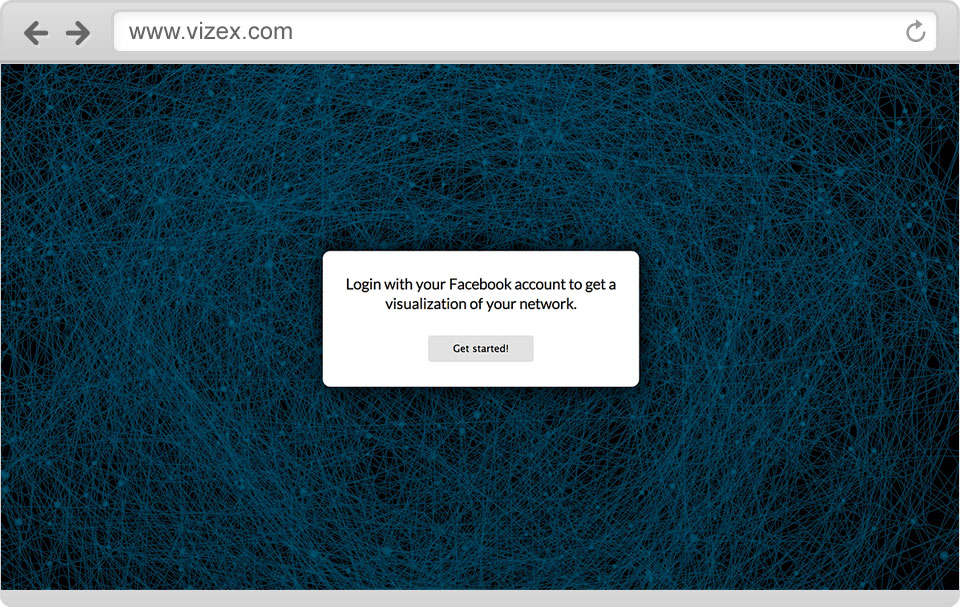 www.vizex.com
Login with your Facebook account to get a
visualization of your network.
Get started!